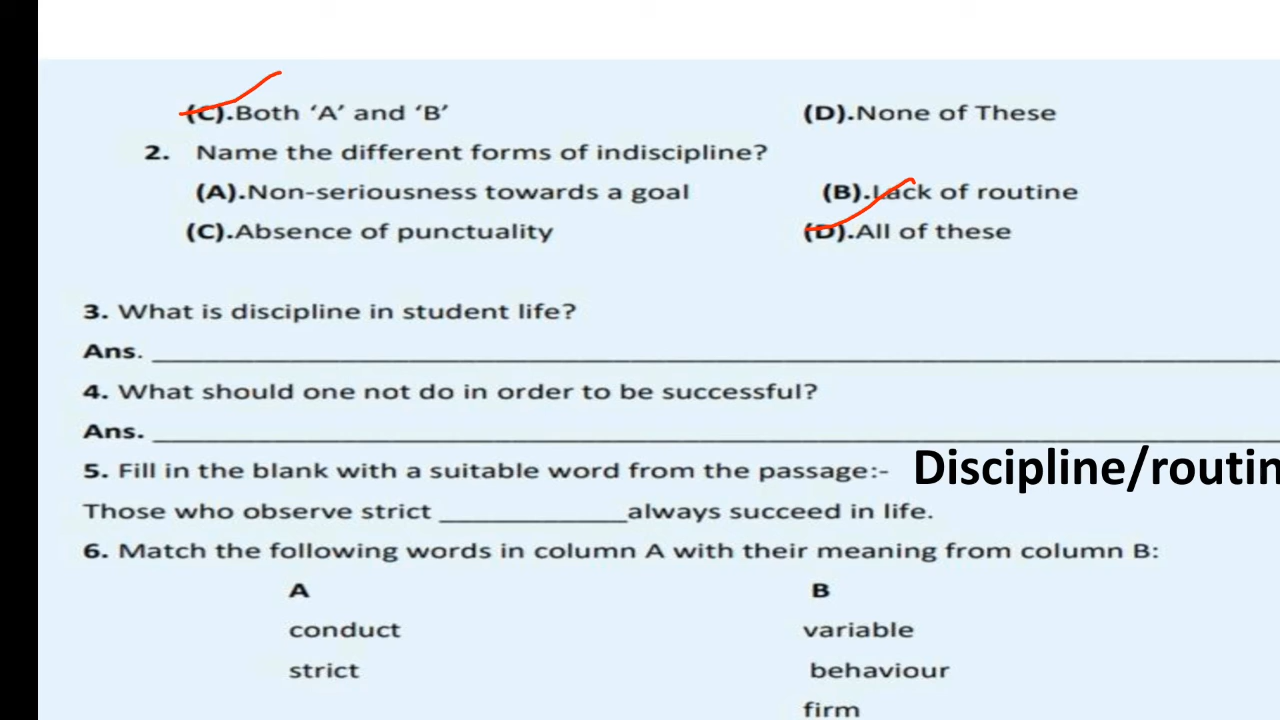 (C).Both ‘A’ and ‘B’ (D).None of These
2. Name the different forms of indiscipline?
(A).Non-seriousness towards a goal (B).Lack of routine
(C).Absence of punctuality (D).All of these
3. What is discipline in student life?
Ans. ____________
4. What should one not do in order to be successful?
Ans. ____________
5. Fill in the blank with a suitable word from the passage:- Discipline/routin
Those who observe strict ____________always succeed in life.
6. Match the following words in column A with their meaning from column B:
A B
conduct variable
strict behaviour
firm